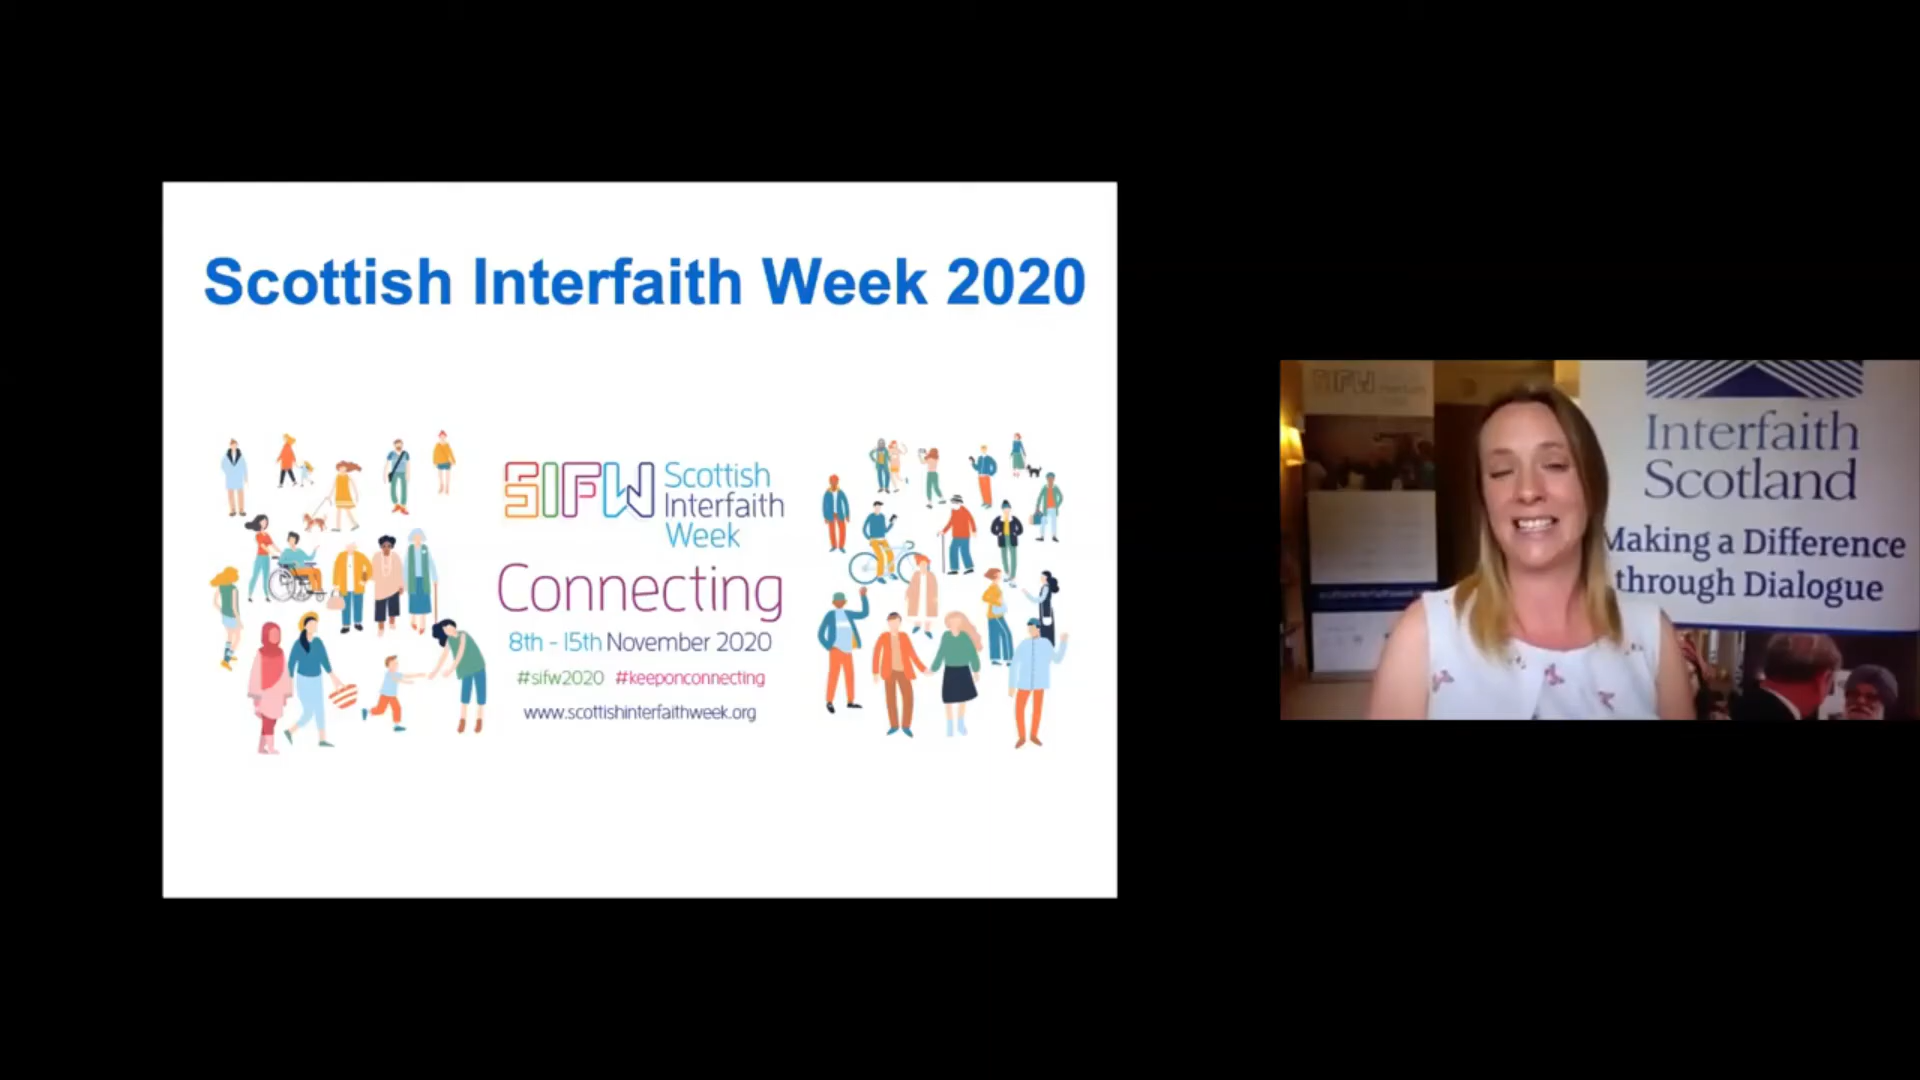 Scottish Interfaith Week 2020
SIFW
Scottish
Interfaith
Week
Connecting
8th - 15th November 2020
#sifw2020 #keeponconnecting
www.scottishinterfaithweek.org
SIFW
Interfaith
Scotland
Making a Difference
through Dialogue